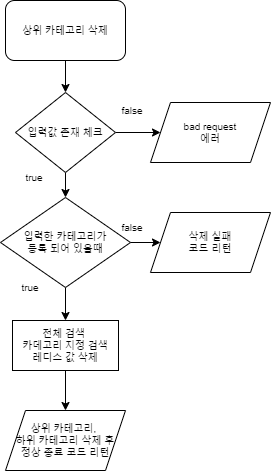 상위 카테고리 삭제
false
입력값 존재 체크
bad request
에러
true
false
입력한 카테고리가
등록 되어 있을때
삭제 실패
코드 리턴
true
전체 검색
카데고리 지정 검색
레디스 값 삭제
상위 카테고리,
하위 카테고리 삭제 후
정상 종료 코드 리턴